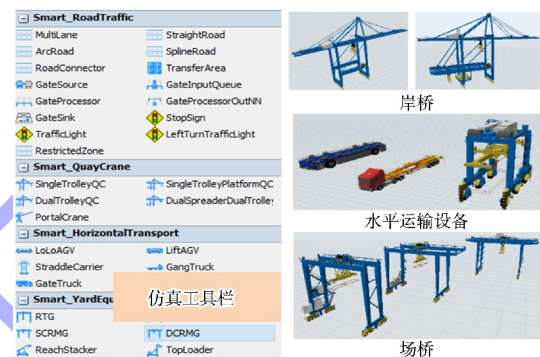 Smart_RoadTraffic
MultiLane StraightRoad
ArcRoad SplineRoad
RoadConnector TransferArea
GateSource GateInputQueue
GateProcessor GateProcessorOutNN
GateSink StopSign
TrafficLight LeftTurnTrafficLight
RestrictedZone
Smart_QuayCrane
SingleTrolleyQC SingleTrolleyPlatformQC
DualTrolleyQC DualSpreaderDualTrolle
PortalCrane
Smart_HorizontalTransport
LoLoAGV LiftAGV
StraddleCarrier GangTruck
GateTruck
Smart_YardEqu
RTG
SCRMG DCRMG
ReachStacker TopLoader
仿真工具栏
岸桥
水平运输设备
场桥